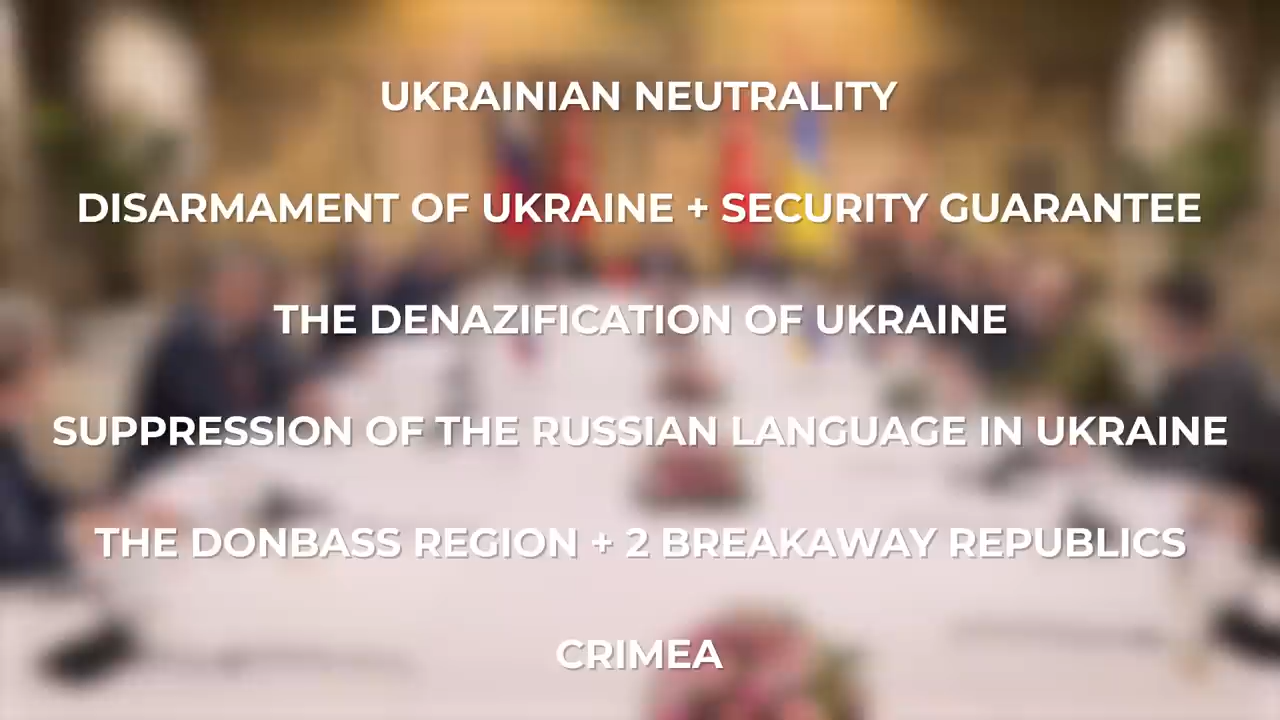 UKRAINIAN NEUTRALITY
DISARMAMENT OF UKRAINE + SECURITY GUARANTEE
THE DENAZIFICATION OF UKRAINE
SUPPRESSION OF THE RUSSIAN LANGUAGE IN UKRAINE
THE DONBASS REGION + 2 BREAKAWAY REPUBLICS
CRIMEA